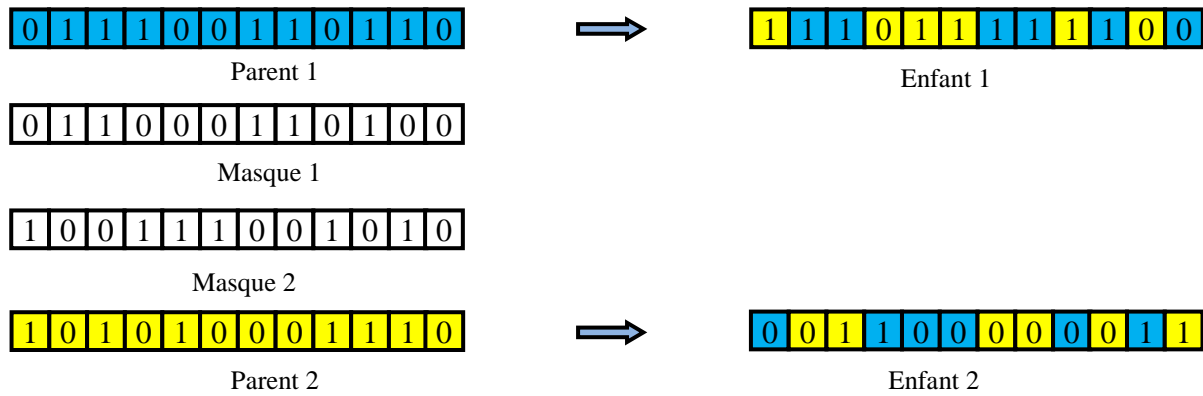 0 1 1 1 0 0 1 1 0 1 1 0
1 1 1 0 1 1 1 1 1 1 0 0
Parent 1
Enfant 1
0 1 1 0 0 0 1 1 0 1 0 0
Masque 1
1 0 0 1 1 1 0 0 1 0 1 0
Masque 2
1 0 1 0 1 0 0 0 1 1 1 0
0 0 1 1 0 0 0 0 0 0 1 1
Parent 2
Enfant 2